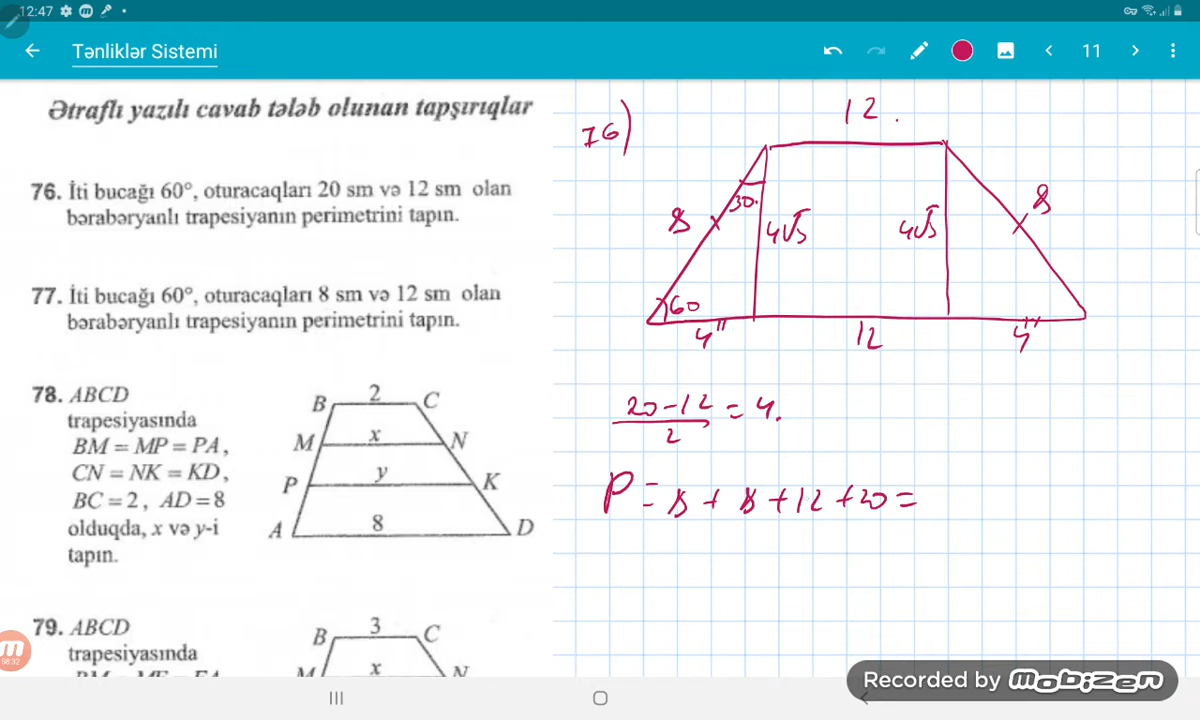 12:47
Tənliklər Sistemi
11
Ətraflı yazılı cavab tələb olunan tapşırıqlar
76. İti bucağı 60°, oturacaqları 20 sm və 12 sm olan
bərabəryanlı trapesiyanın perimetrini tapın.
77. İti bucağı 60°, oturacaqları 8 sm və 12 sm olan
bərabəryanlı trapesiyanın perimetrini tapın.
78. ABCD
trapesiyasında
BM = MP = PA,
CN = NK = KD,
BC = 2, AD = 8
olduqda, x və y-i
tapın.
B 2 C
M x N
P y K
A 8 D
79. ABCD
trapesiyasında
B 3 C
M x N
76)
12.
30.
8 4√3 4√3 8
60
4 12 4
20-12/2 = 4.
P = 8 + 8 + 12 + 20 =
58:32
Recorded by mobizen